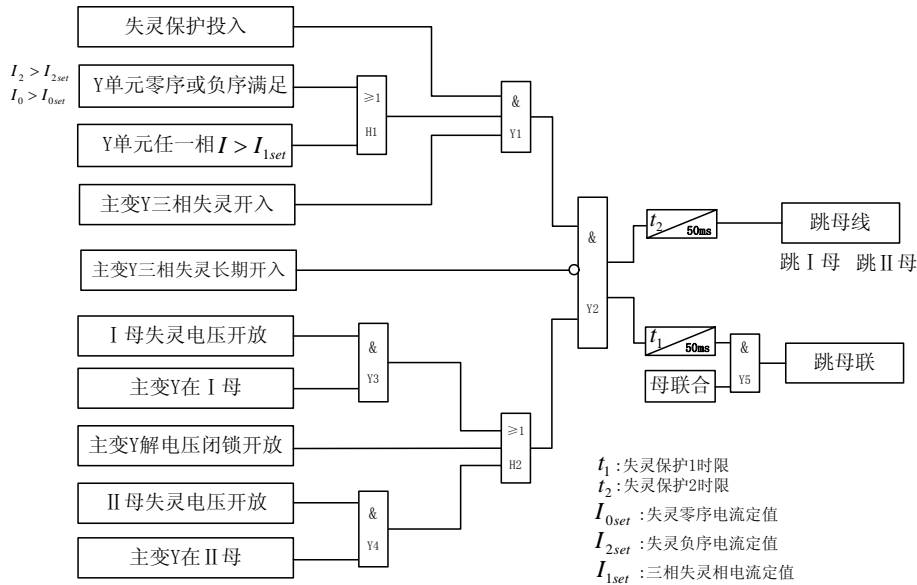 失灵保护投入
I₂ > I₂set
I₀ > I₀set
Y单元零序或负序满足
≥1
H1
Y单元任一相 I > I₁set
&
Y1
主变Y三相失灵开入
主变Y三相失灵长期开入
&
Y2
t₂
50ms
跳母线
跳Ⅰ母 跳Ⅱ母
Ⅰ母失灵电压开放
主变Y在Ⅰ母
&
Y3
t₁
50ms
母联合
&
Y5
跳母联
主变Y解电压闭锁开放
≥1
H2
Ⅱ母失灵电压开放
主变Y在Ⅱ母
&
Y4
t₁:失灵保护1时限
t₂:失灵保护2时限
I₀set:失灵零序电流定值
I₂set:失灵负序电流定值
I₁set:三相失灵相电流定值